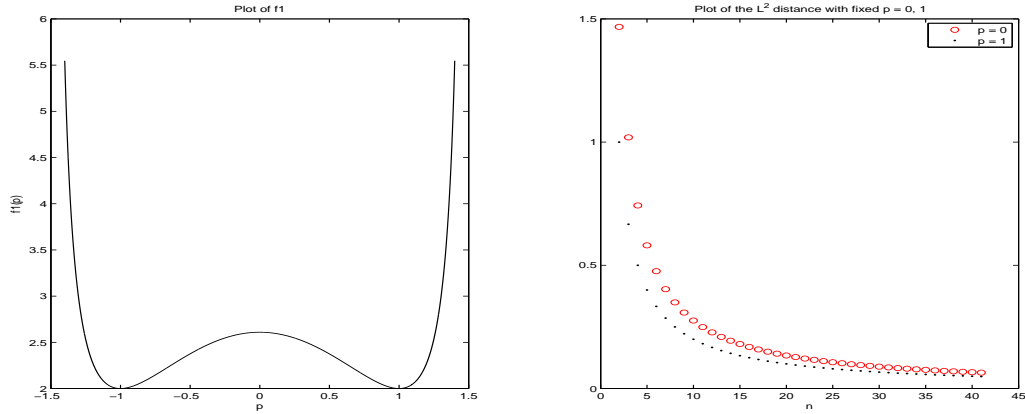 Plot of f1
6
5.5
5
4.5
4
3.5
3
2.5
2
f1(p)
−1.5 −1 −0.5 0 0.5 1 1.5
p
Plot of the L² distance with fixed p = 0, 1
p = 0
p = 1
1.5
1
0.5
0
0 5 10 15 20 25 30 35 40 45
n